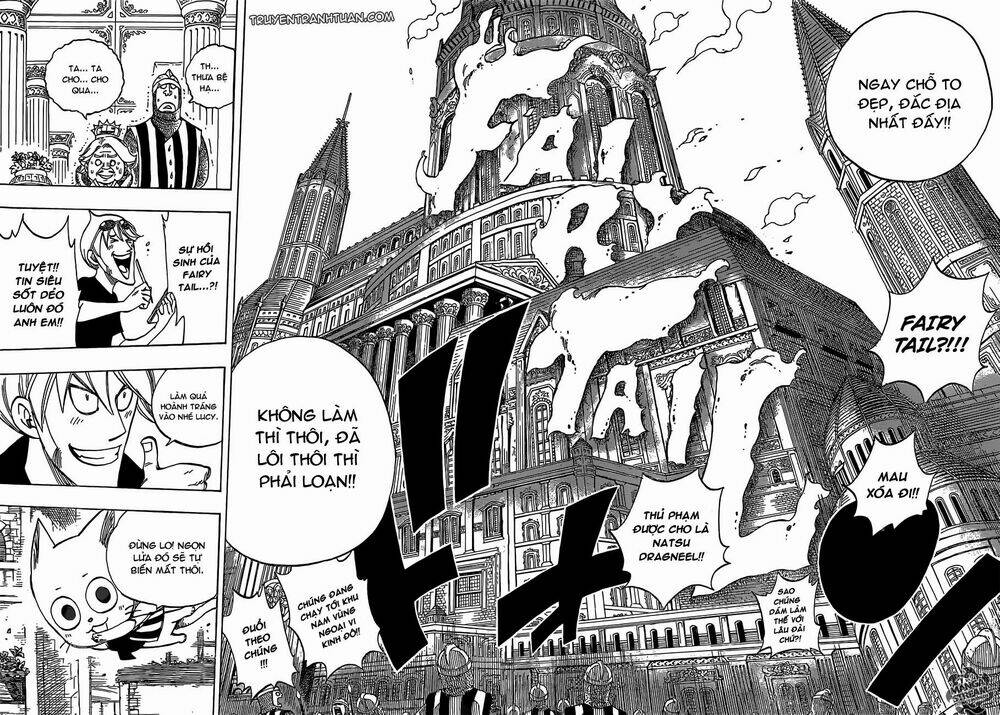 TRUYENTRANHTUAN.COM
NGAY CHỖ TO
ĐẸP, ĐẮC ĐỊA
NHẤT ĐẤY!!
FAIRY
TAIL?!!!
FAI
RY
TAIL
MAU
XÓA ĐI!!
KHÔNG LÀM
THÌ THÔI, ĐÃ
LÔI THÔI THÌ
PHẢI LOẠN!!
THỦ PHẠM
ĐƯỢC CHO LÀ
NATSU
DRAGNEEL!!
SAO
CHÚNG
DÁM LÀM
THẾ VỚI
LÂU ĐÀI
CHỨ?!
CHÚNG ĐANG
CHẠY TỚI KHU
NAM VÙNG
NGOẠI VI
KINH ĐÔ!!
ĐUỔI
THEO
CHÚNG
!!!
TH...
THƯA BỆ
HẠ...
TA... TA
CHO... CHO
QUA...
SỰ HỒI
SINH CỦA
FAIRY
TAIL...?!
TUYỆT!!
TIN SIÊU
SỐT DẺO
LUÔN ĐÓ
ANH EM!!
LÀM QUÁ
HOÀNH TRÁNG
VÀO NHÉ LUCY.
ĐỪNG LO! NGỌN
LỬA ĐÓ SẼ TỰ
BIẾN MẤT THÔI.